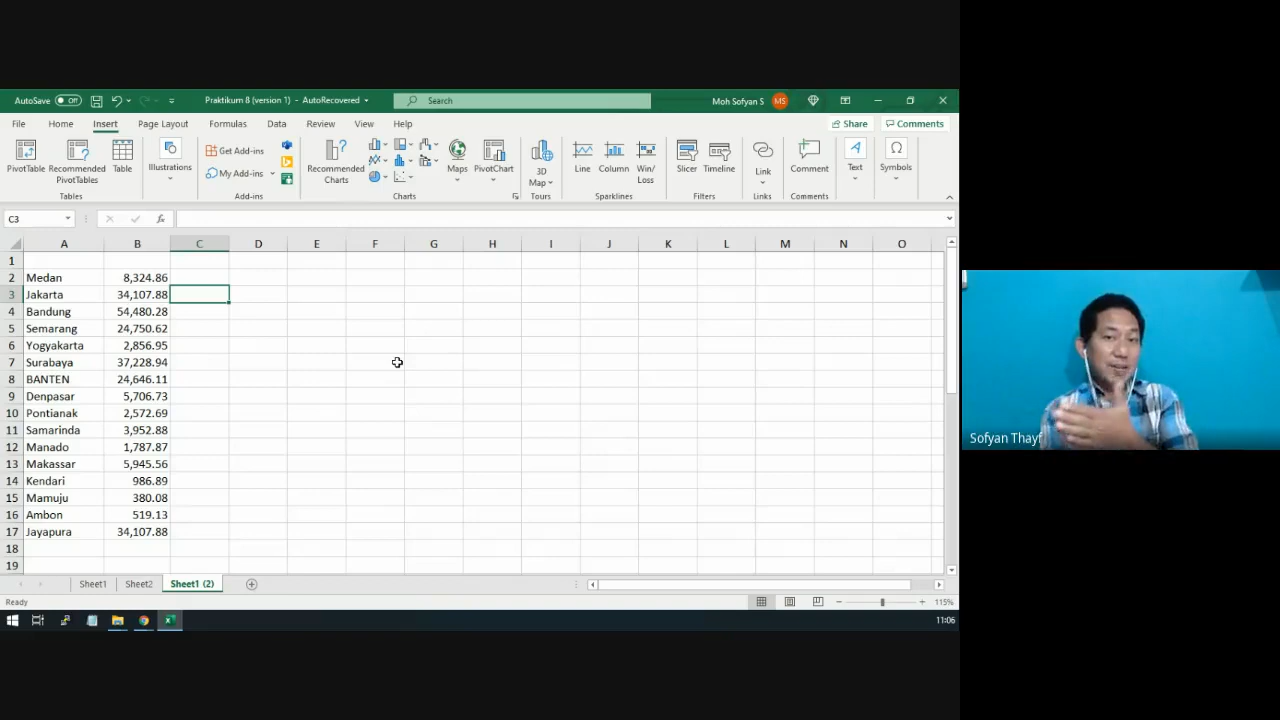 AutoSave Off Praktikum 8 (version 1) - AutoRecovered Search Moh Sofyan S MS
File Home Insert Page Layout Formulas Data Review View Help Share Comments
PivotTable Recommended PivotTables Table Illustrations Get Add-ins My Add-ins Recommended Charts Maps PivotChart 3D Map Line Column Win/Loss Slicer Timeline Link Comment Text Symbols
Tables Add-ins Charts Tours Sparklines Filters Links Comments
C3 fx
A B C D E F G H I J K L M N O
1
2 Medan 8,324.86
3 Jakarta 34,107.88
4 Bandung 54,480.28
5 Semarang 24,750.62
6 Yogyakarta 2,856.95
7 Surabaya 37,228.94
8 BANTEN 24,646.11
9 Denpasar 5,706.73
10 Pontianak 2,572.69
11 Samarinda 3,952.88
12 Manado 1,787.87
13 Makassar 5,945.56
14 Kendari 986.89
15 Mamuju 380.08
16 Ambon 519.13
17 Jayapura 34,107.88
18
19
Sheet1 Sheet2 Sheet1 (2)
Ready 115%
11:06
Sofyan Thayf